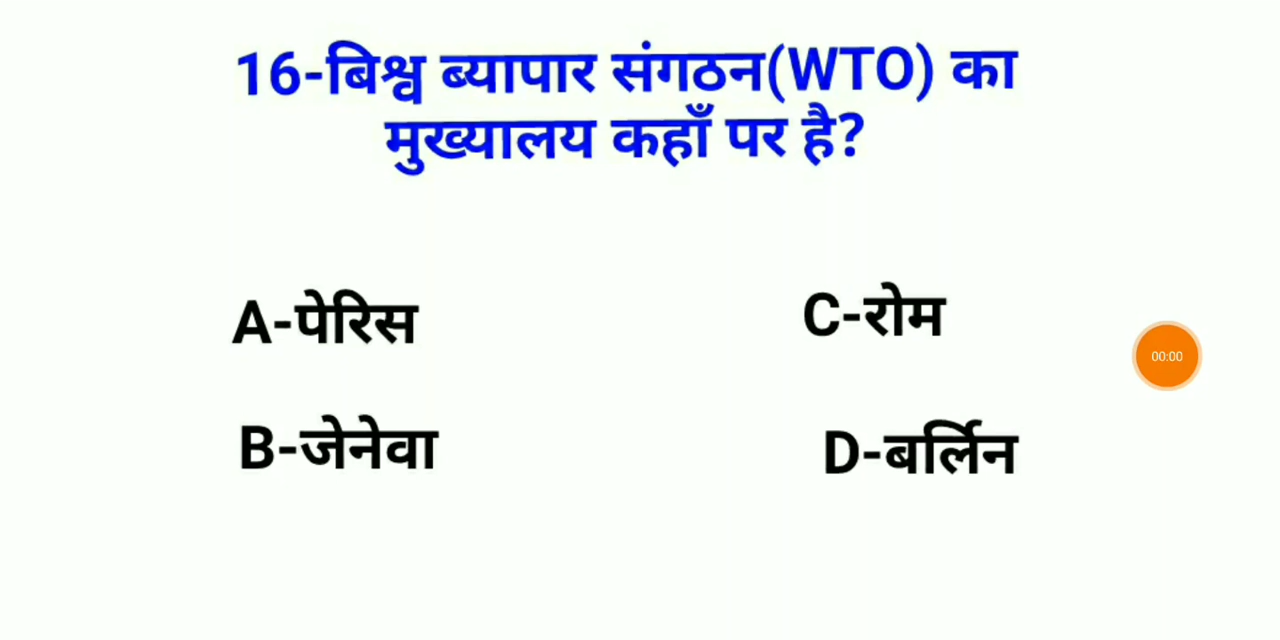 16-बिश्व ब्यापार संगठन(WTO) का
मुख्यालय कहाँ पर है?
A-पेरिस
C-रोम
00:00
B-जेनेवा
D-बर्लिन